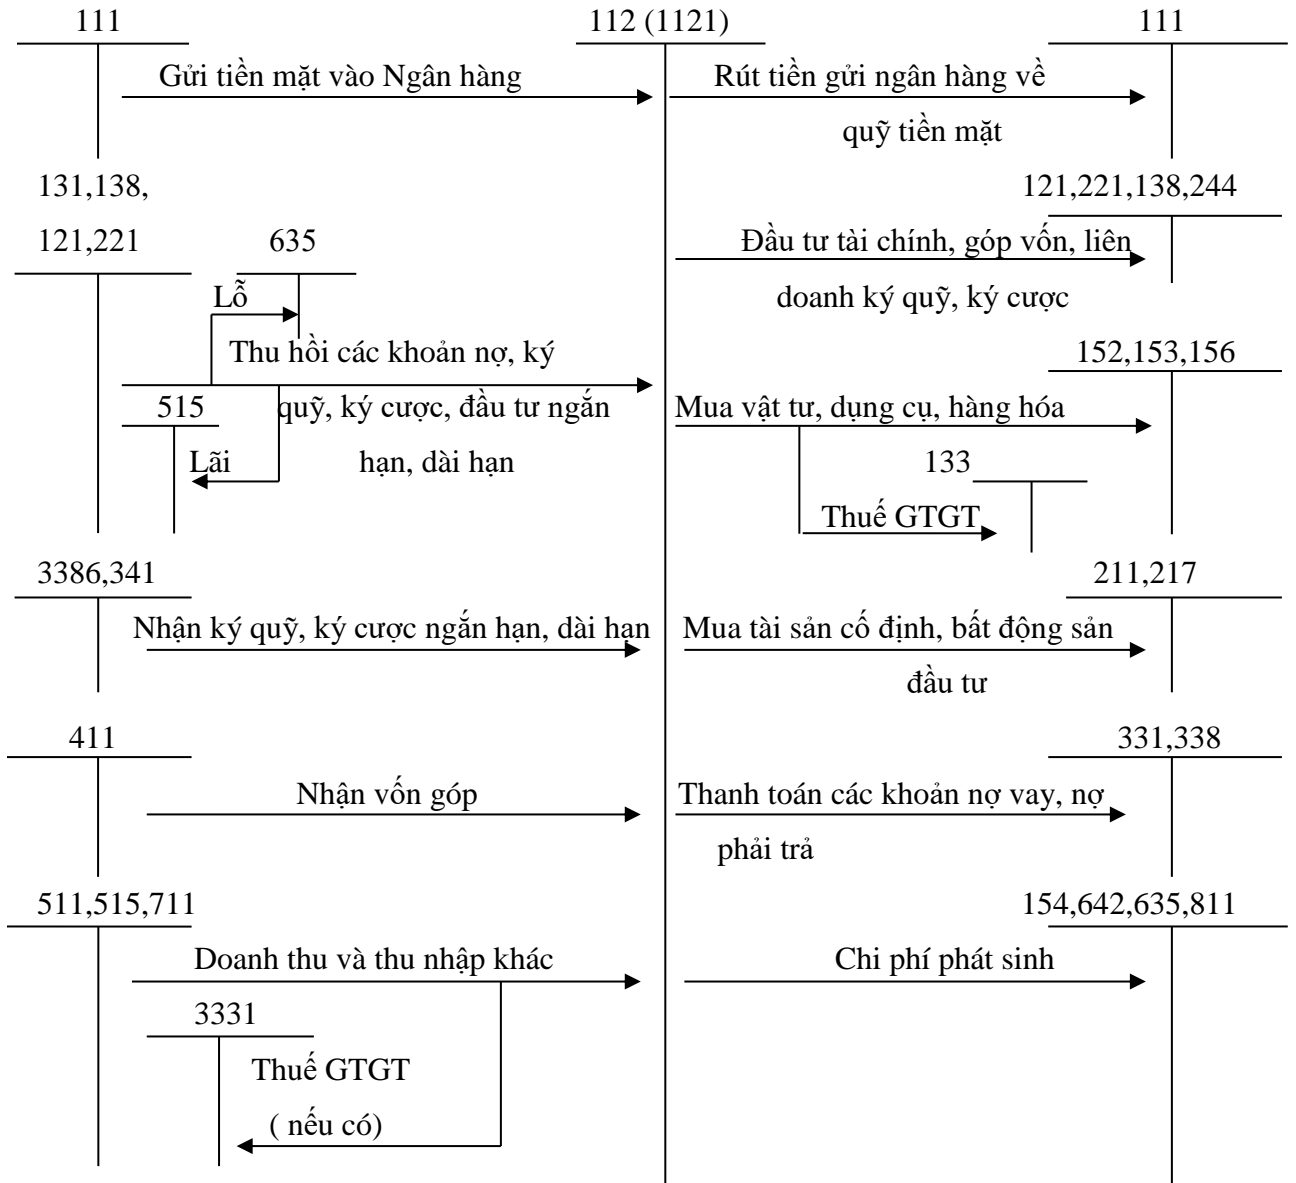 111
112 (1121)
111
Gửi tiền mặt vào Ngân hàng
Rút tiền gửi ngân hàng về
quỹ tiền mặt
131,138,
121,221
635
121,221,138,244
Đầu tư tài chính, góp vốn, liên
doanh ký quỹ, ký cược
Lỗ
Thu hồi các khoản nợ, ký
quỹ, ký cược, đầu tư ngắn
hạn, dài hạn
515
Lãi
152,153,156
Mua vật tư, dụng cụ, hàng hóa
133
Thuế GTGT
3386,341
211,217
Nhận ký quỹ, ký cược ngắn hạn, dài hạn
Mua tài sản cố định, bất động sản
đầu tư
411
331,338
Nhận vốn góp
Thanh toán các khoản nợ vay, nợ
phải trả
511,515,711
154,642,635,811
Doanh thu và thu nhập khác
Chi phí phát sinh
3331
Thuế GTGT
( nếu có)